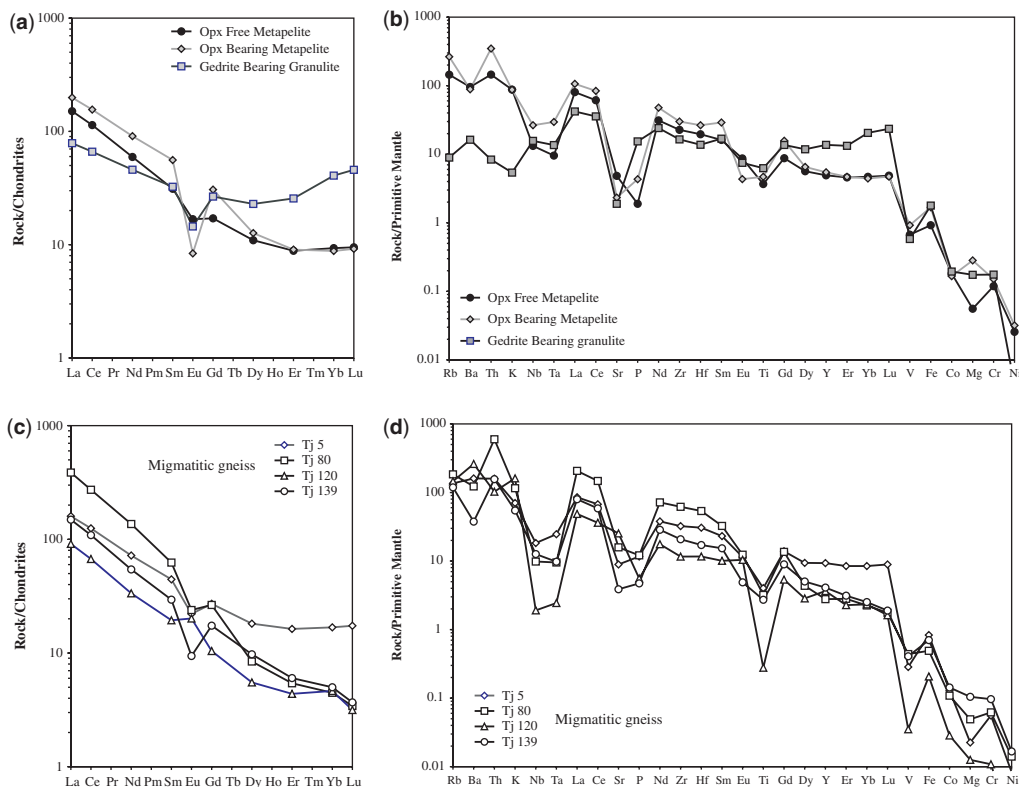 (a)
1000
100
10
1
Rock/Chondrites
Opx Free Metapelite
Opx Bearing Metapelite
Gedrite Bearing Granulite
La Ce Pr Nd Pm Sm Eu Gd Tb Dy Ho Er Tm Yb Lu
(b)
1000
100
10
1
0.1
0.01
Rock/Primitive Mantle
Opx Free Metapelite
Opx Bearing Metapelite
Gedrite Bearing granulite
Rb Ba Th K Nb Ta La Ce Sr P Nd Zr Hf Sm Eu Ti Gd Dy Y Er Yb Lu V Fe Co Mg Cr Ni
(c)
1000
100
10
1
Rock/Chondrites
Migmatitic gneiss
Tj 5
Tj 80
Tj 120
Tj 139
La Ce Pr Nd Pm Sm Eu Gd Tb Dy Ho Er Tm Yb Lu
(d)
1000
100
10
1
0.1
0.01
Rock/Primitive Mantle
Tj 5
Tj 80
Tj 120
Tj 139
Migmatitic gneiss
Rb Ba Th K Nb Ta La Ce Sr P Nd Zr Hf Sm Eu Ti Gd Dy Y Er Yb Lu V Fe Co Mg Cr Ni